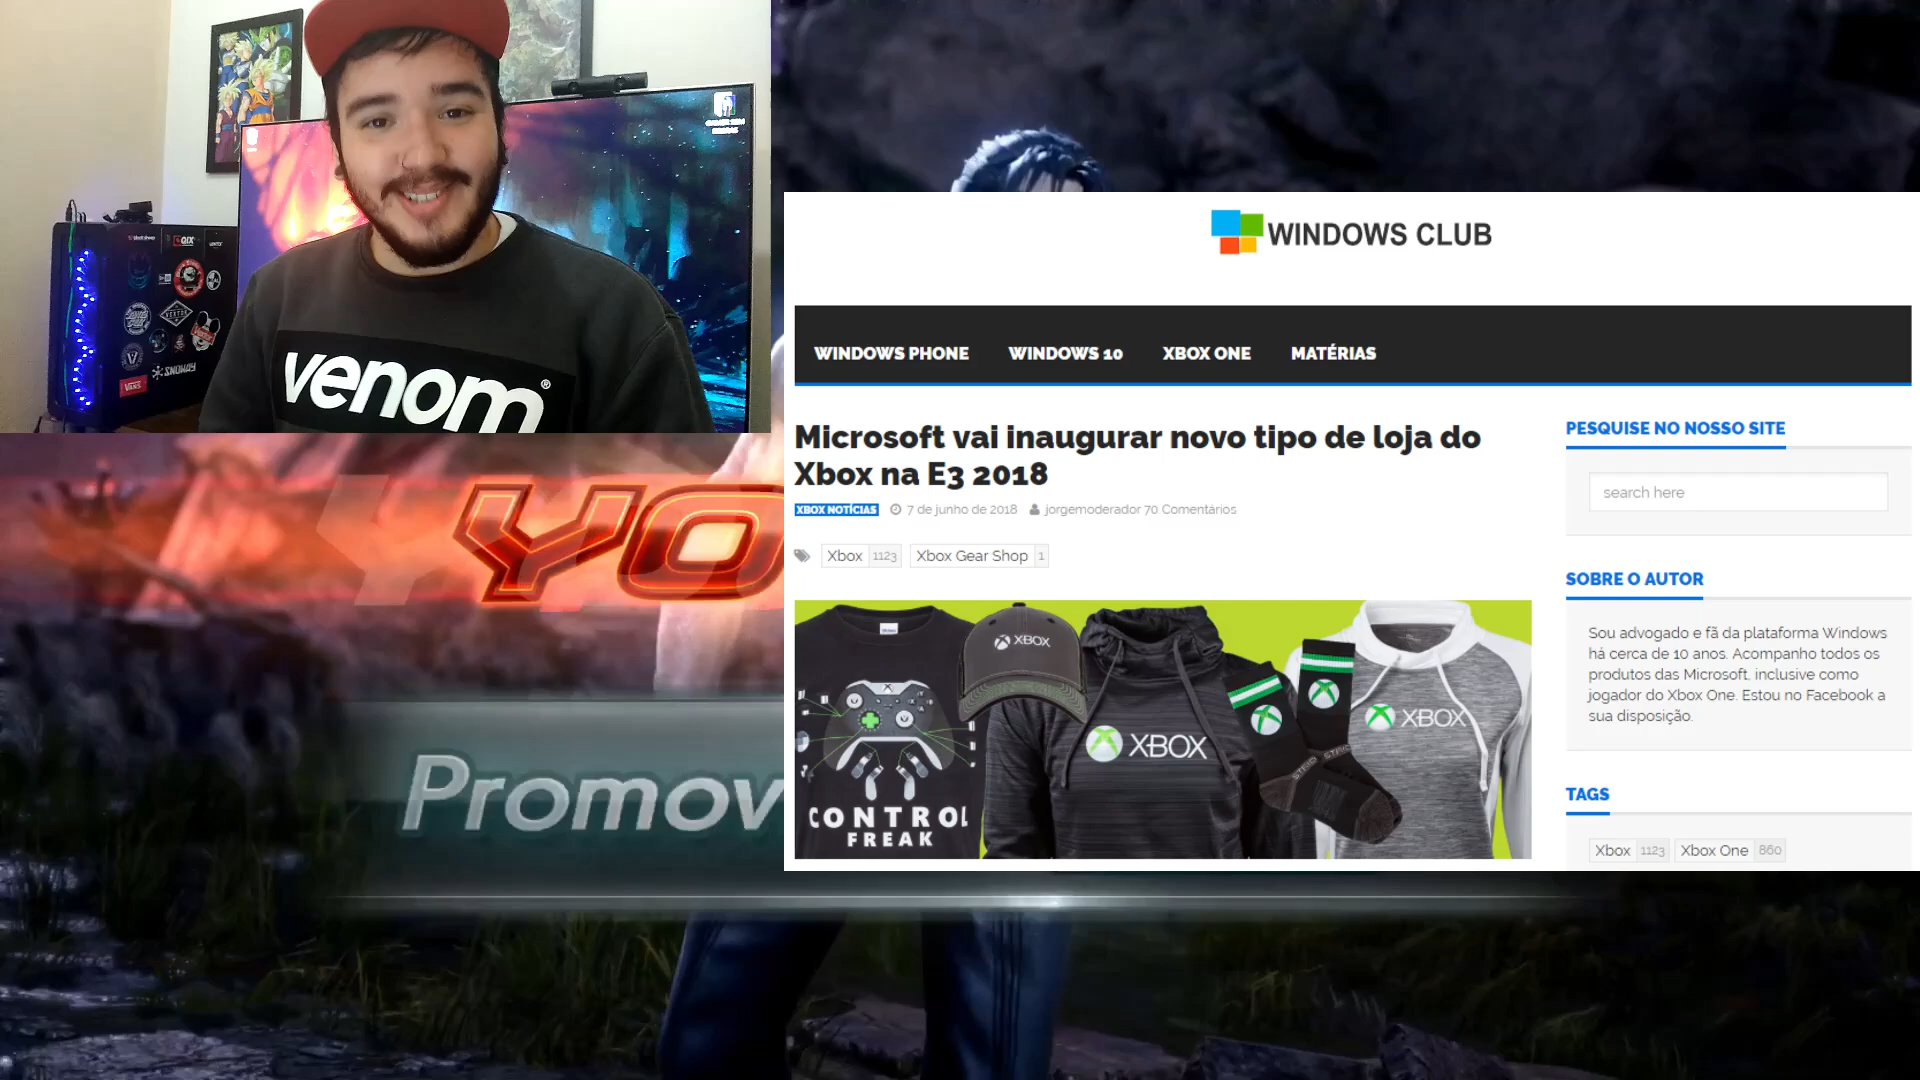 QIX
SNOWAY
VANS
venom®
YO
Promov
WINDOWS CLUB
WINDOWS PHONE
WINDOWS 10
XBOX ONE
MATÉRIAS
Microsoft vai inaugurar novo tipo de loja do
Xbox na E3 2018
XBOX NOTÍCIAS
7 de junho de 2018
jorgemoderador 70 Comentários
Xbox 1123
Xbox Gear Shop 1
XBOX
CONTROL
FREAK
XBOX
XBOX
PESQUISE NO NOSSO SITE
search here
SOBRE O AUTOR
Sou advogado e fã da plataforma Windows
há cerca de 10 anos. Acompanho todos os
produtos das Microsoft, inclusive como
jogador do Xbox One. Estou no Facebook a
sua disposição.
TAGS
Xbox 1123
Xbox One 860